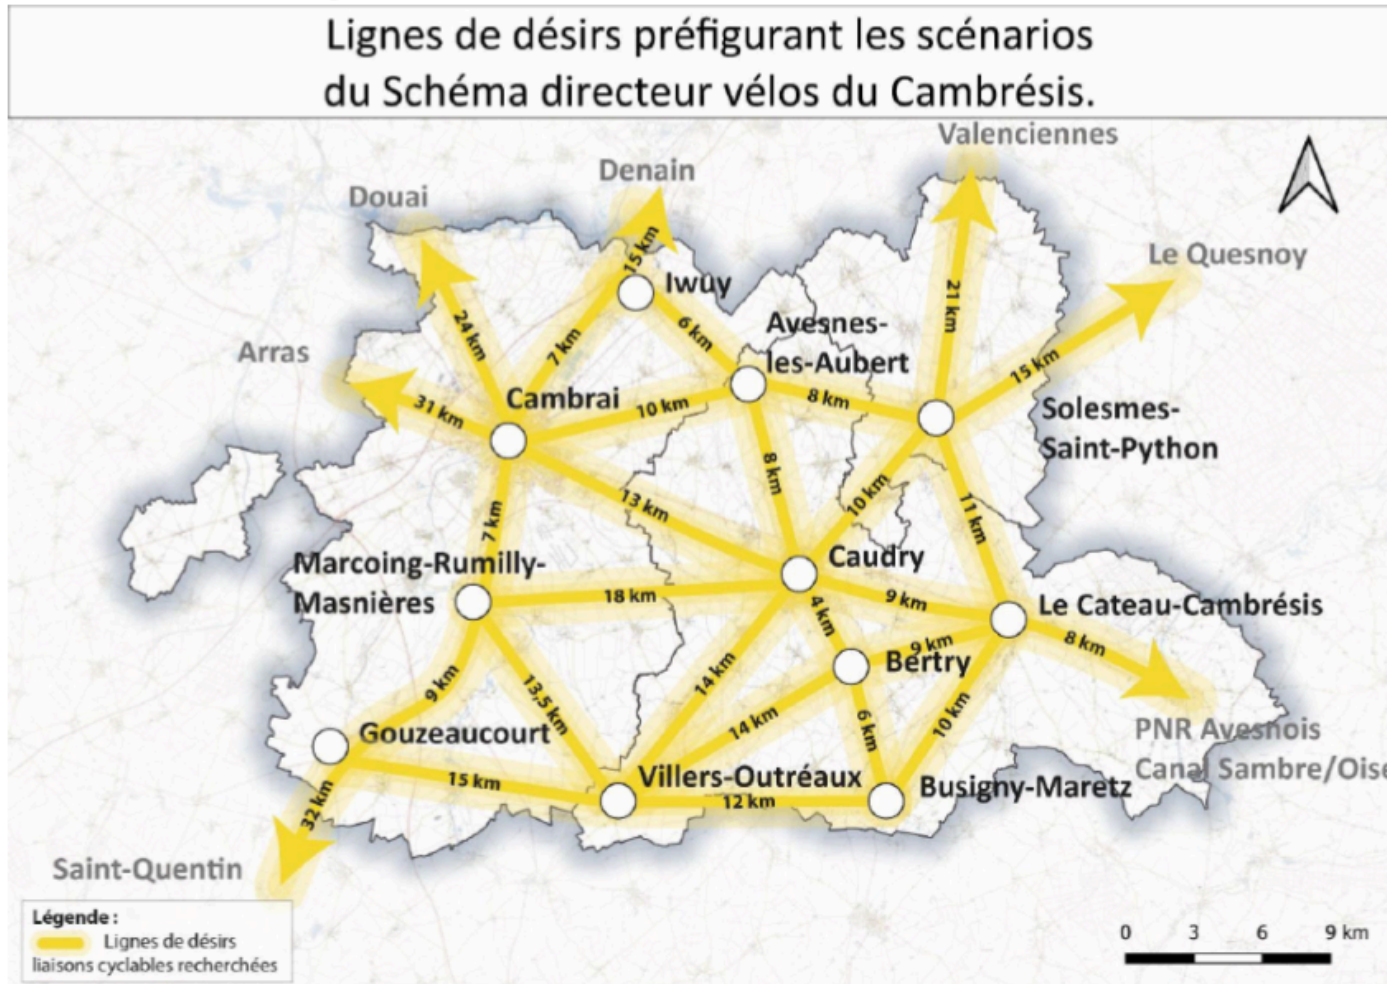 Lignes de désirs préfigurant les scénarios
du Schéma directeur vélos du Cambrésis.
Valenciennes
Denain
Douai
Le Quesnoy
Arras
15 km
Iwuy
24 km
7 km
6 km
21 km
Avesnes-
les-Aubert
15 km
31 km
Cambrai
10 km
8 km
Solesmes-
Saint-Python
8 km
10 km
13 km
7 km
11 km
Marcoing-Rumilly-
Masnières
Caudry
18 km
4 km
9 km
Le Cateau-Cambrésis
8 km
9 km
Bertry
9 km
13,5 km
14 km
14 km
6 km
10 km
PNR Avesnois
Canal Sambre/Oise
Gouzeaucourt
15 km
Villers-Outréaux
12 km
Busigny-Maretz
32 km
Saint-Quentin
Légende :
Lignes de désirs
liaisons cyclables recherchées
0 3 6 9 km